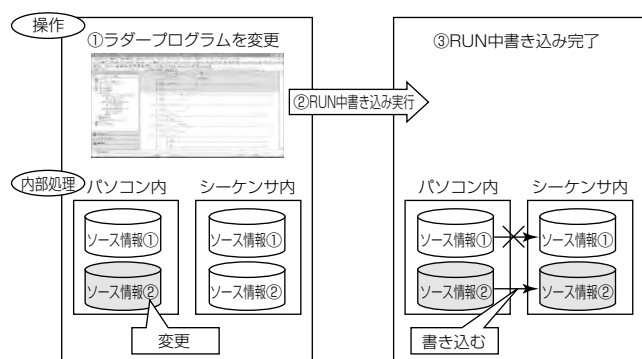 操作
①ラダープログラムを変更
②RUN中書き込み実行
③RUN中書き込み完了
内部処理
パソコン内
シーケンサ内
ソース情報①
ソース情報①
ソース情報②
ソース情報②
変更
パソコン内
シーケンサ内
ソース情報①
ソース情報①
ソース情報②
ソース情報②
書き込む